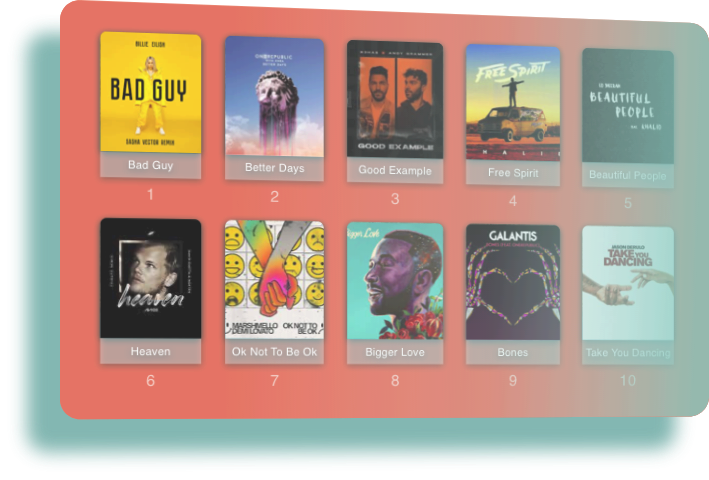 BILLIE EILISH
BAD GUY
SASHA VECTOR REMIX
Bad Guy
1
ONEREPUBLIC
BETTER DAYS
Better Days
2
GOOD EXAMPLE
Good Example
3
FREE SPIRIT
KHALID
Free Spirit
4
ED SHEERAN
BEAUTIFUL
PEOPLE
KHALID
Beautiful People
5
heaven
AVICII
Heaven
6
MARSHMELLO
DEMI LOVATO
OK NOT TO
BE OK
Ok Not To Be Ok
7
Bigger Love
Bigger Love
8
GALANTIS
Bones
9
JASON DERULO
TAKE YOU
DANCING
Take You Dancing
10